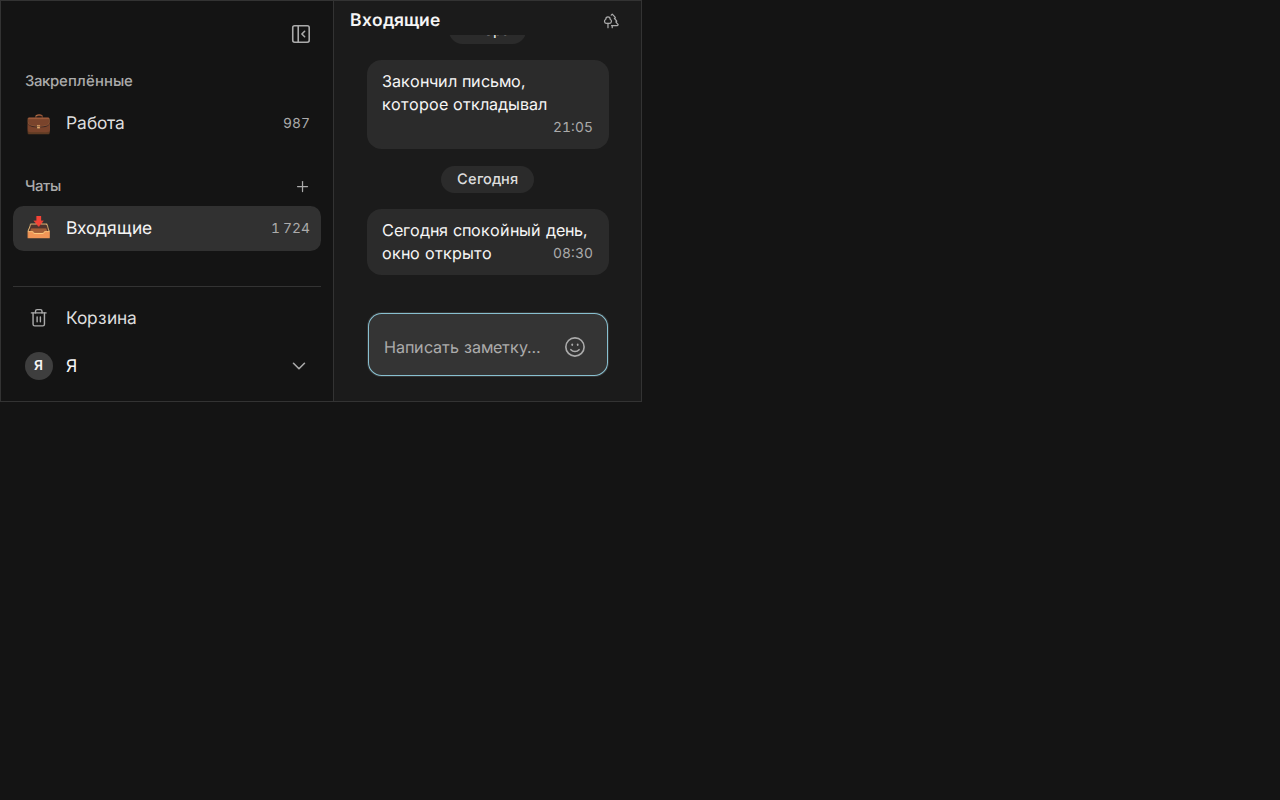 Закреплённые
Работа 987
Чаты
Входящие 1 724
Корзина
Я Я
Входящие
Закончил письмо,
которое откладывал
21:05
Сегодня
Сегодня спокойный день,
окно открыто 08:30
Написать заметку...